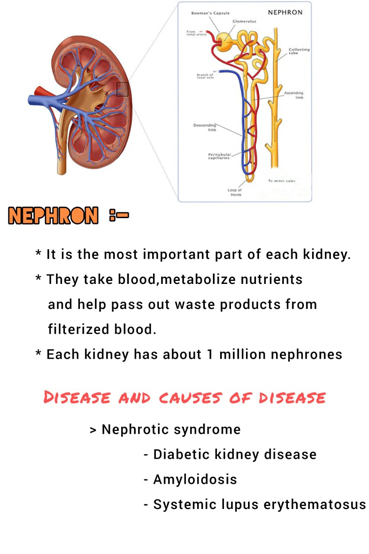 NEPHRON
Bowman's Capsule
Glomerulus
From
renal artery
Branch of
renal vein
Collecting
tube
Ascending
loop
Descending
loop
Peritubular
capillaries
To renal pelvis
Loop of
Henle
NEPHRON :-
* It is the most important part of each kidney.
* They take blood,metabolize nutrients
and help pass out waste products from
filterized blood.
* Each kidney has about 1 million nephrones
DISEASE AND CAUSES OF DISEASE
> Nephrotic syndrome
- Diabetic kidney disease
- Amyloidosis
- Systemic lupus erythematosus